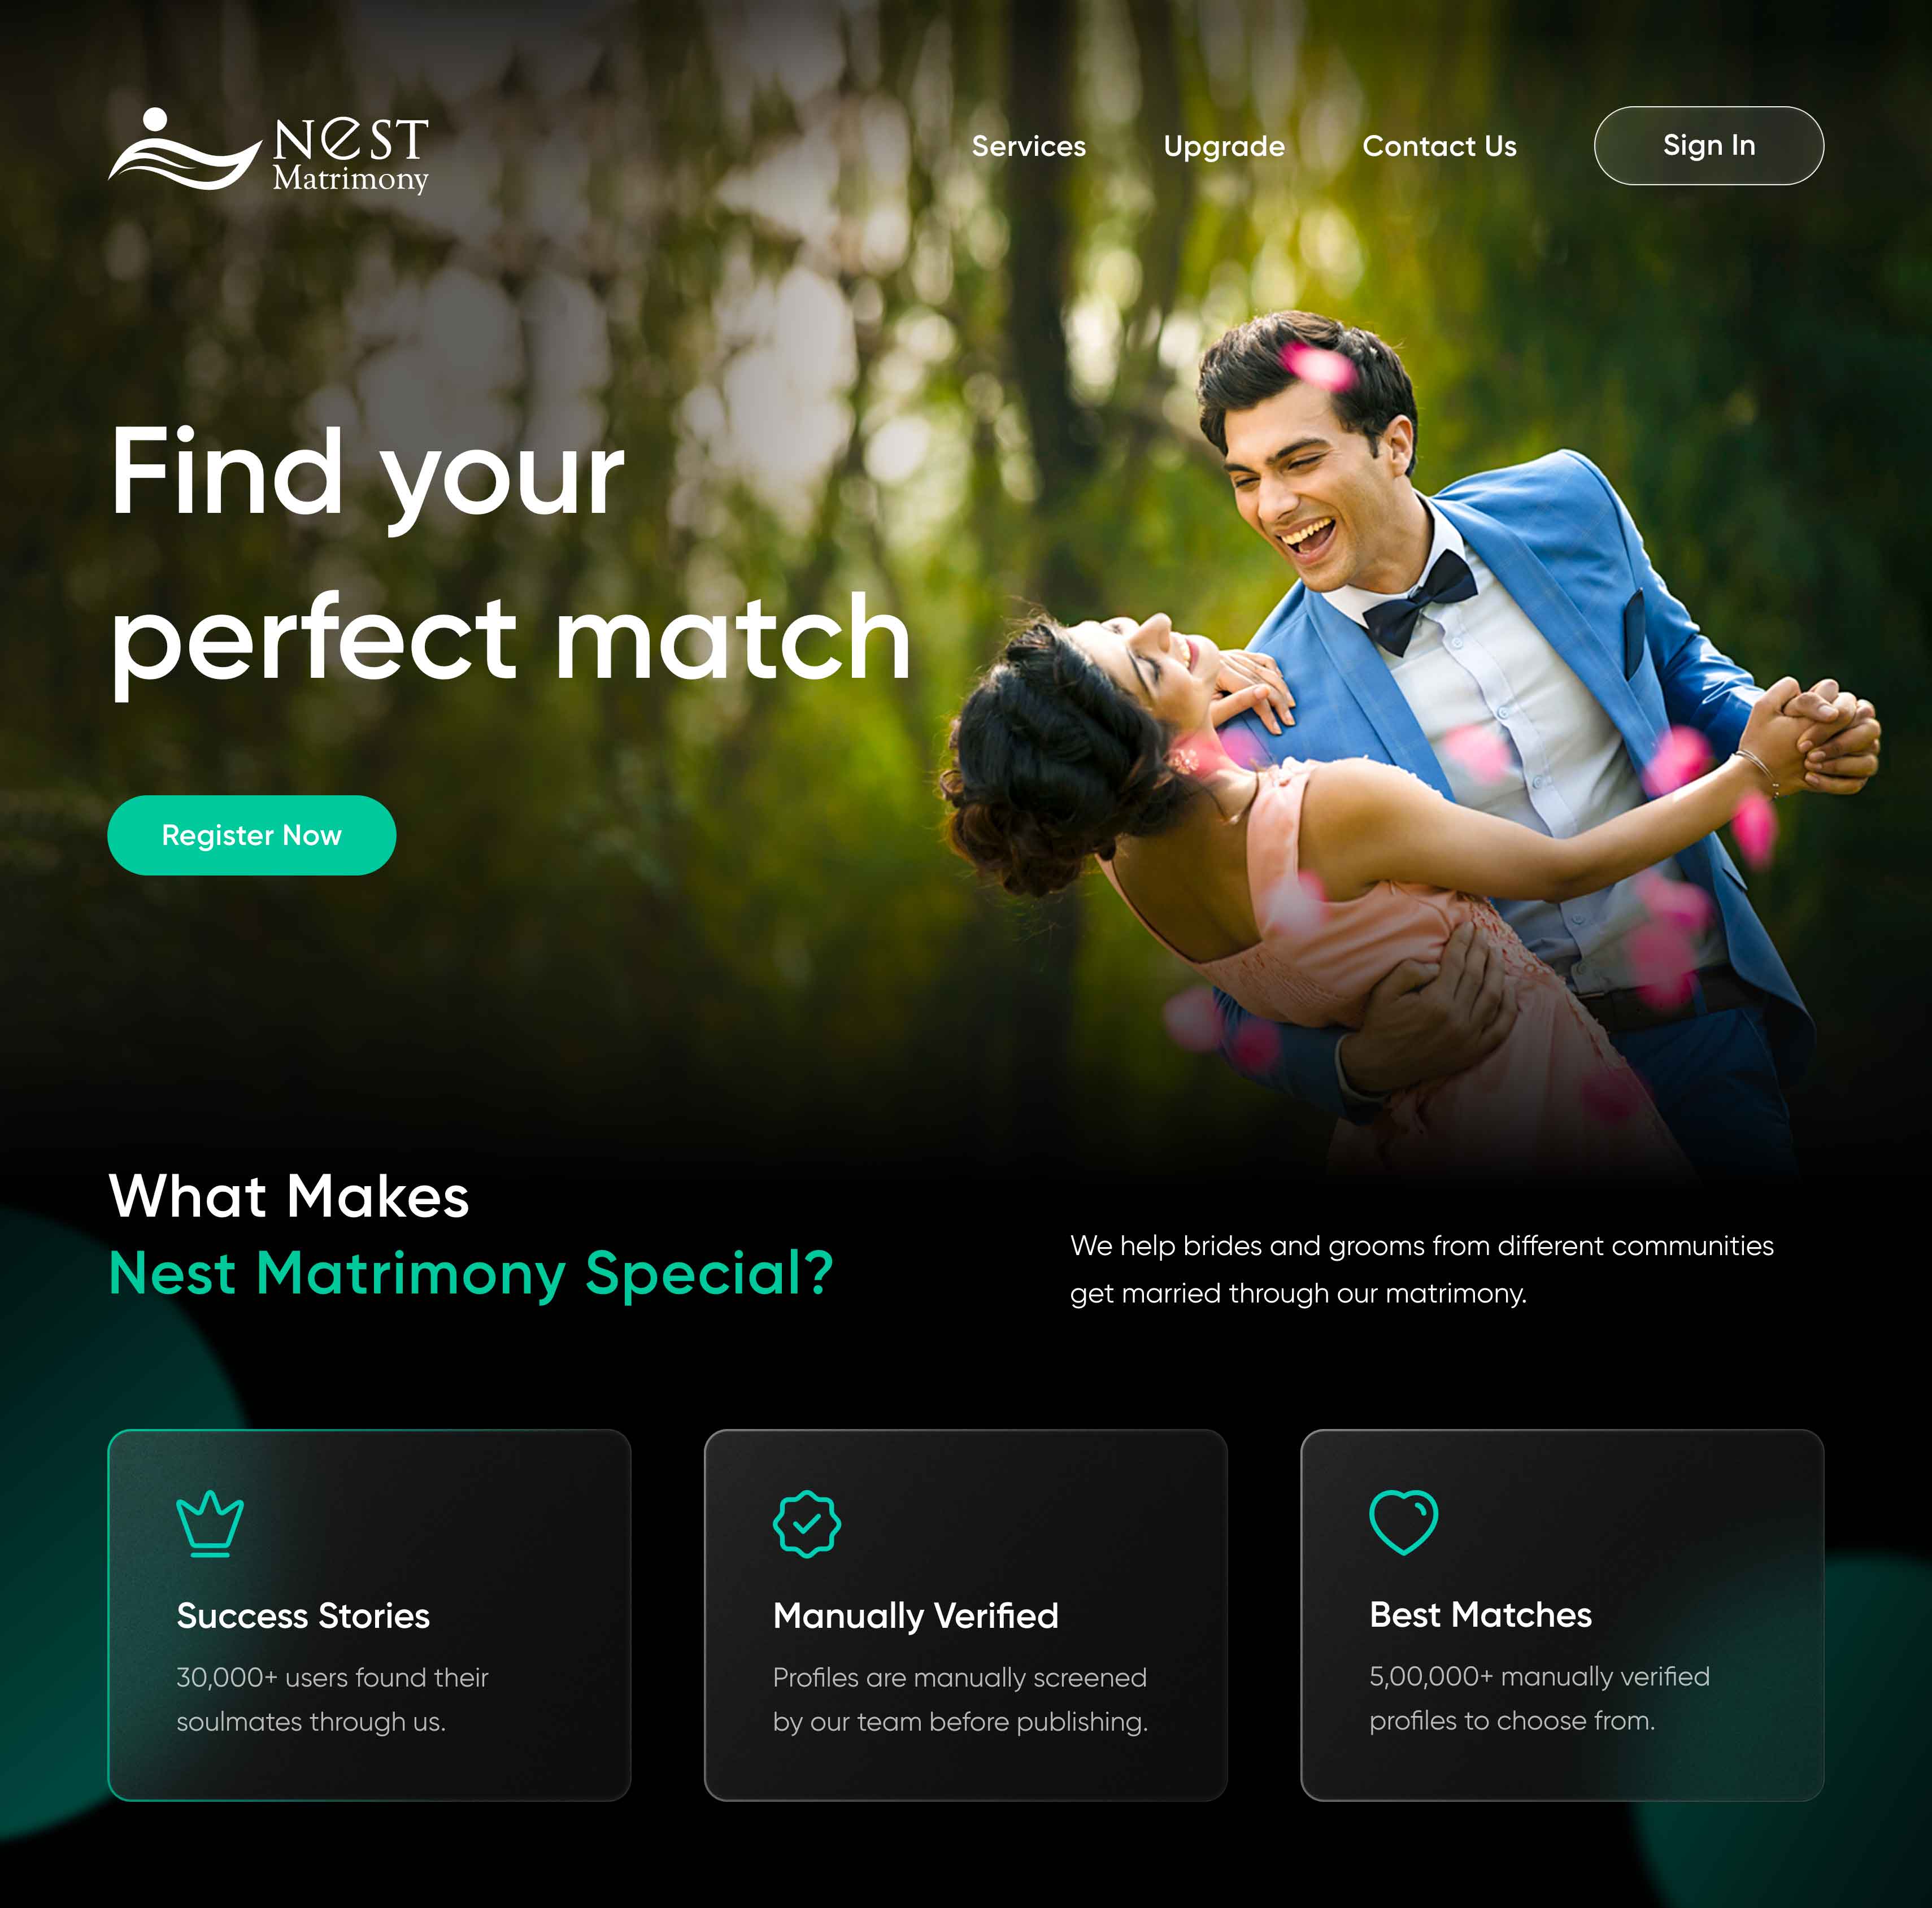 NEST
Matrimony
Services
Upgrade
Contact Us
Sign In
Find your
perfect match
Register Now
What Makes
Nest Matrimony Special?
We help brides and grooms from different communities
get married through our matrimony.
Success Stories
30,000+ users found their
soulmates through us.
Manually Verified
Profiles are manually screened
by our team before publishing.
Best Matches
5,00,000+ manually verified
profiles to choose from.